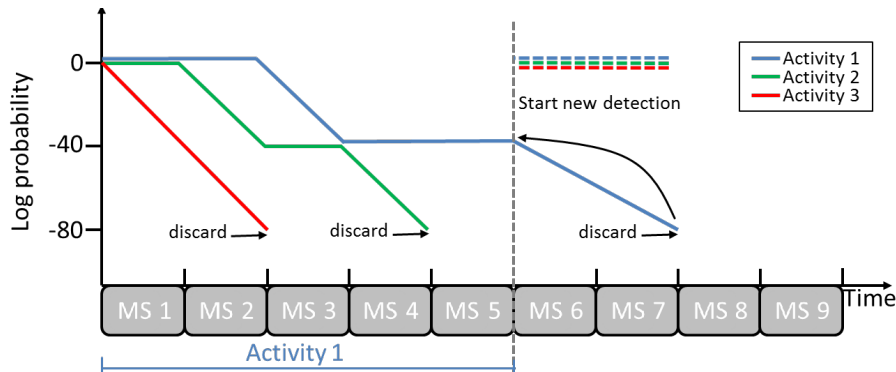 Log probability
0
-40
-80
Activity 1
Activity 2
Activity 3
Start new detection
discard
discard
discard
MS 1
MS 2
MS 3
MS 4
MS 5
MS 6
MS 7
MS 8
MS 9
Time
Activity 1